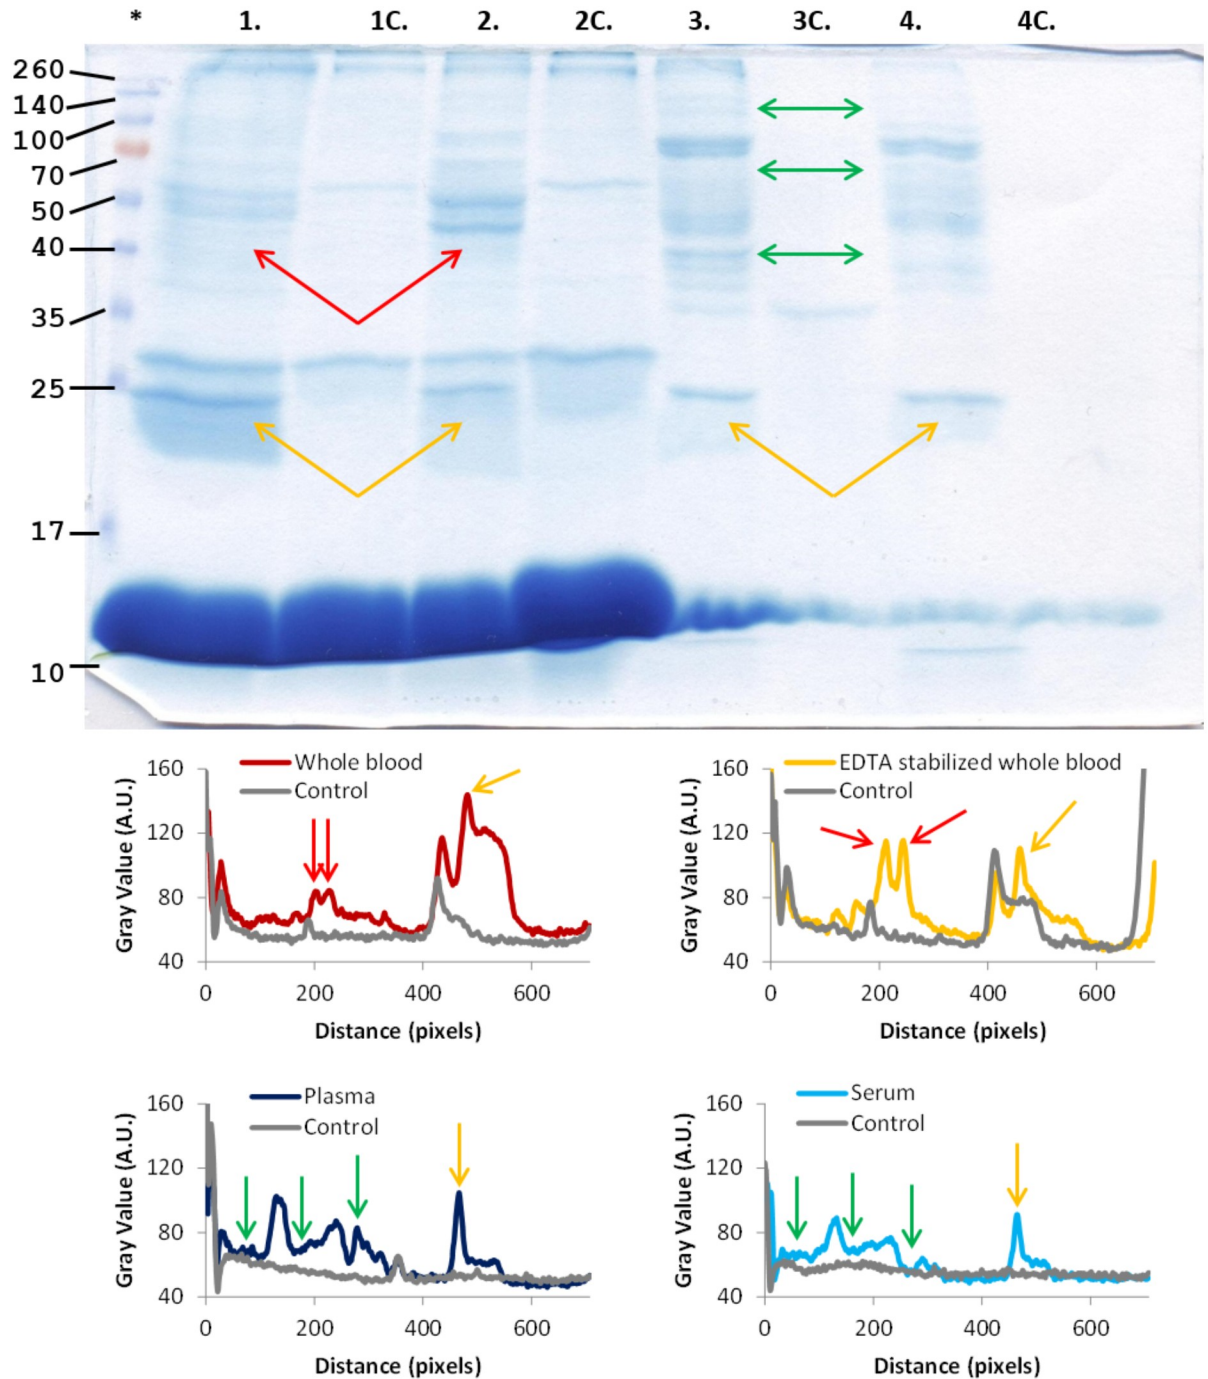 * 1. 1C. 2. 2C. 3. 3C. 4. 4C.
260
140
100
70
50
40
35
25
17
10
Whole blood
Control
Gray Value (A.U.)
160
120
80
40
0 200 400 600
Distance (pixels)
EDTA stabilized whole blood
Control
Gray Value (A.U.)
160
120
80
40
0 200 400 600
Distance (pixels)
Plasma
Control
Gray Value (A.U.)
160
120
80
40
0 200 400 600
Distance (pixels)
Serum
Control
Gray Value (A.U.)
160
120
80
40
0 200 400 600
Distance (pixels)